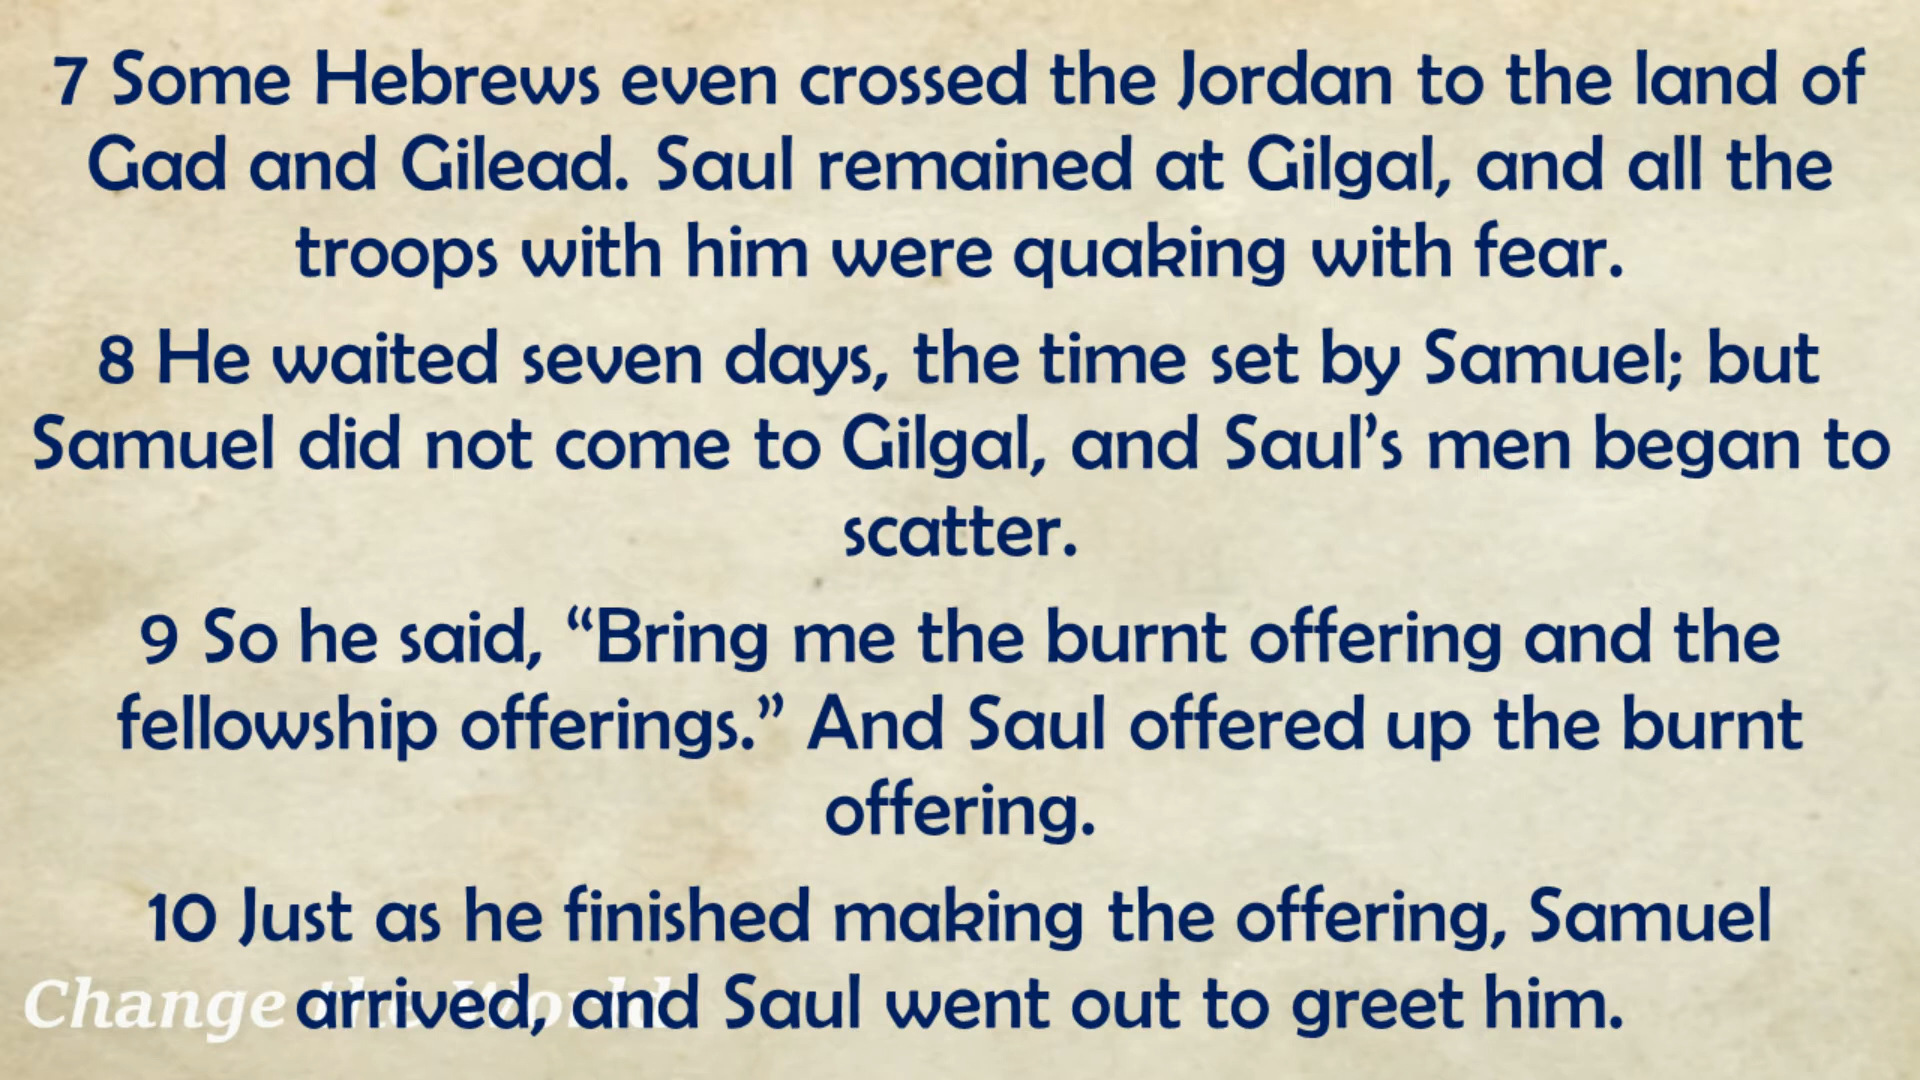 7 Some Hebrews even crossed the Jordan to the land of
Gad and Gilead. Saul remained at Gilgal, and all the
troops with him were quaking with fear.
8 He waited seven days, the time set by Samuel; but
Samuel did not come to Gilgal, and Saul’s men began to
scatter.
9 So he said, “Bring me the burnt offering and the
fellowship offerings.” And Saul offered up the burnt
offering.
10 Just as he finished making the offering, Samuel
arrived, and Saul went out to greet him.
Change the World